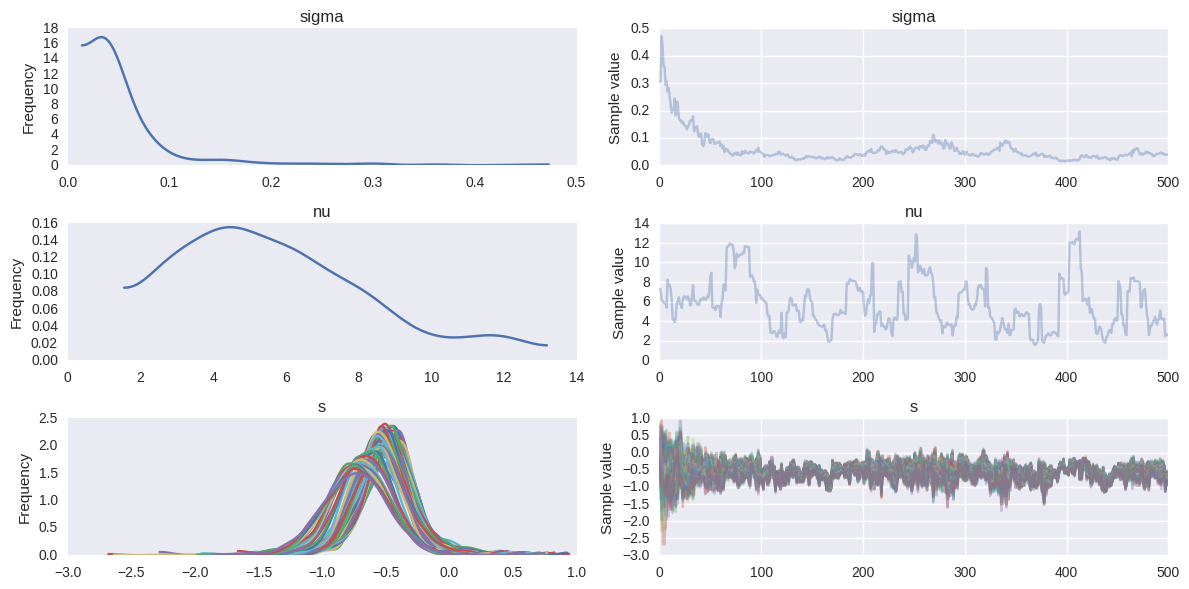 sigma
Frequency
18
16
14
12
10
8
6
4
2
0
0.0 0.1 0.2 0.3 0.4 0.5
sigma
Sample value
0.5
0.4
0.3
0.2
0.1
0.0
0 100 200 300 400 500
nu
Frequency
0.16
0.14
0.12
0.10
0.08
0.06
0.04
0.02
0.00
0 2 4 6 8 10 12 14
nu
Sample value
14
12
10
8
6
4
2
0
0 100 200 300 400 500
s
Frequency
2.5
2.0
1.5
1.0
0.5
0.0
−3.0 −2.5 −2.0 −1.5 −1.0 −0.5 0.0 0.5 1.0
s
Sample value
1.0
0.5
0.0
−0.5
−1.0
−1.5
−2.0
−2.5
−3.0
0 100 200 300 400 500